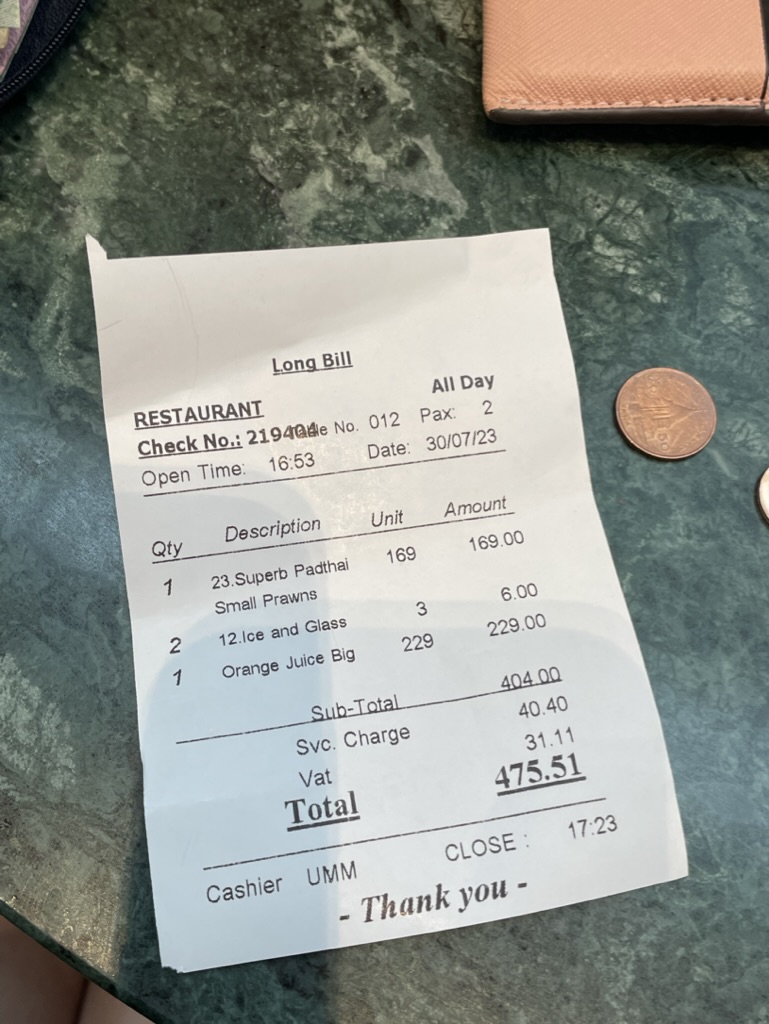 Long Bill
All Day
RESTAURANT
Check No.: 219404 Table No. 012 Pax: 2
Open Time: 16:53 Date: 30/07/23
Qty Description Unit Amount
1 23.Superb Padthai 169 169.00
Small Prawns
2 12.Ice and Glass 3 6.00
1 Orange Juice Big 229 229.00
Sub-Total 404.00
Svc. Charge 40.40
Vat 31.11
Total 475.51
Cashier UMM CLOSE : 17:23
- Thank you -